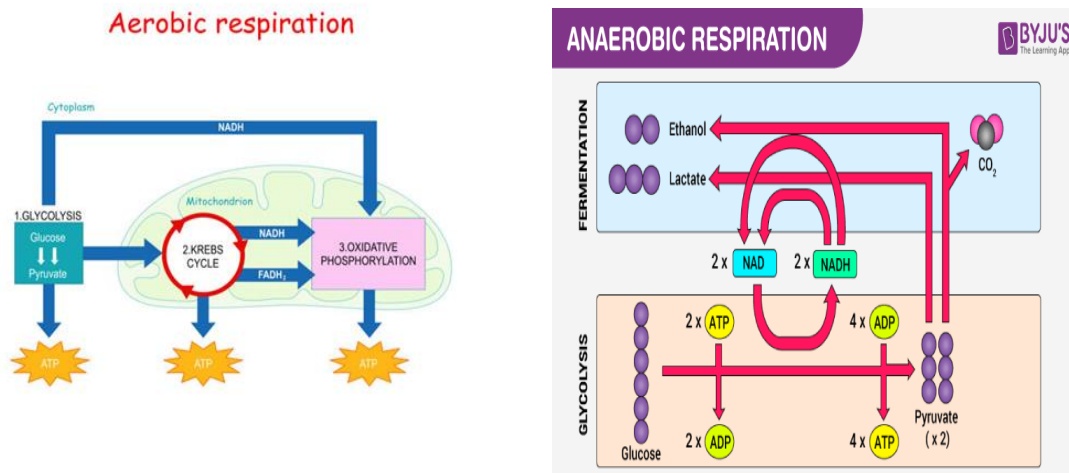 Aerobic respiration
Cytoplasm
NADH
1.GLYCOLYSIS
Glucose
Pyruvate
Mitochondrion
2.KREBS
CYCLE
NADH
FADH₂
3.OXIDATIVE
PHOSPHORYLATION
ATP
ATP
ATP
ANAEROBIC RESPIRATION
BYJU'S
The Learning App
FERMENTATION
Ethanol
Lactate
CO₂
2 x NAD
2 x NADH
GLYCOLYSIS
2 x ATP
4 x ADP
Glucose
2 x ADP
4 x ATP
Pyruvate
( x 2)